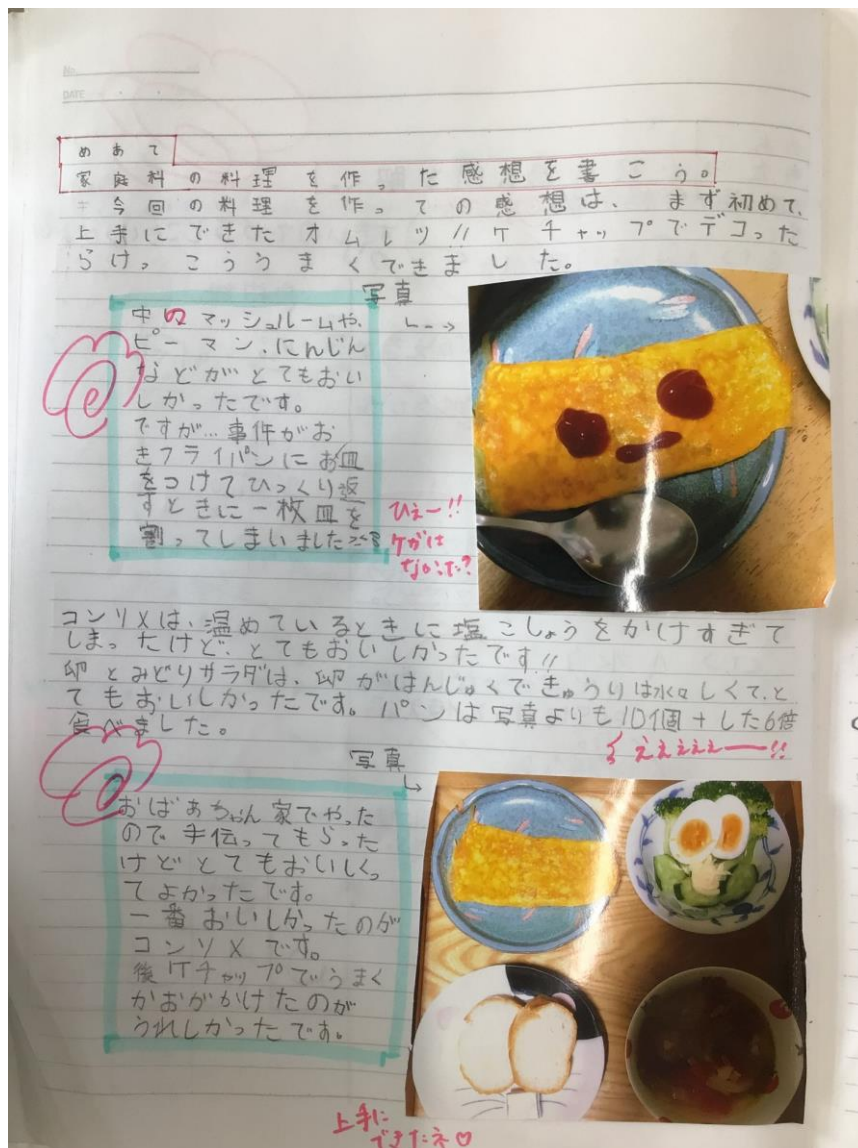 No.
DATE
めあて
家庭料の料理を作った感想を書こう。
今回の料理を作っての感想は、まず初めて、
上手にできたオムレツ!!ケチャップでデコった
らけっこううまくできました。
写真
中のマッシュルームや、
ピーマン、にんじん
などがとてもおい
しかったです。
ですが…事件がお
きフライパンにお皿
をつけてひっくり返
すときに一枚皿を
割ってしまいました
ひぇー!!
ケガは
なかった?
コンソメは、温めているときに塩こしょうをかけすぎて
しまったけど、とてもおいしかったです!!
卵とみどりサラダは、卵がはんじゅくできゅうりは水々しくて、と
てもおいしかったです。パンは写真よりも10個+した6倍
食べました。
えぇぇぇぇー!!
写真
おばあちゃん家でやった
ので手伝ってもらった
けどとてもおいしくっ
てよかったです。
一番おいしかったのが
コンソメです。
後ケチャップでうまく
かおがかけたのが
うれしかったです。
上手に
できたネ♡